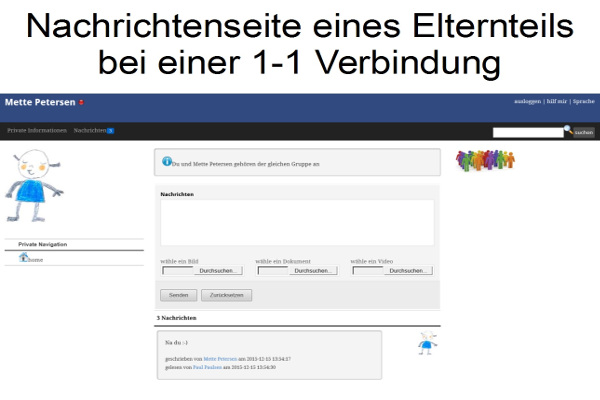 Nachrichtenseite eines Elternteils
bei einer 1-1 Verbindung
Mette Petersen
ausloggen | hilf mir | Sprache
Private Informationen Nachrichten
suchen
Du und Mette Petersen gehören der gleichen Gruppe an
Private Navigation
home
Nachrichten
wähle ein Bild wähle ein Dokument wähle ein Video
Durchsuchen... Durchsuchen... Durchsuchen...
Senden Zurücksetzen
3 Nachrichten
Na du :-)
geschrieben von Mette Petersen am 2015-12-15 13:54:27
gelesen von Paul Paulsen am 2015-12-15 13:54:30